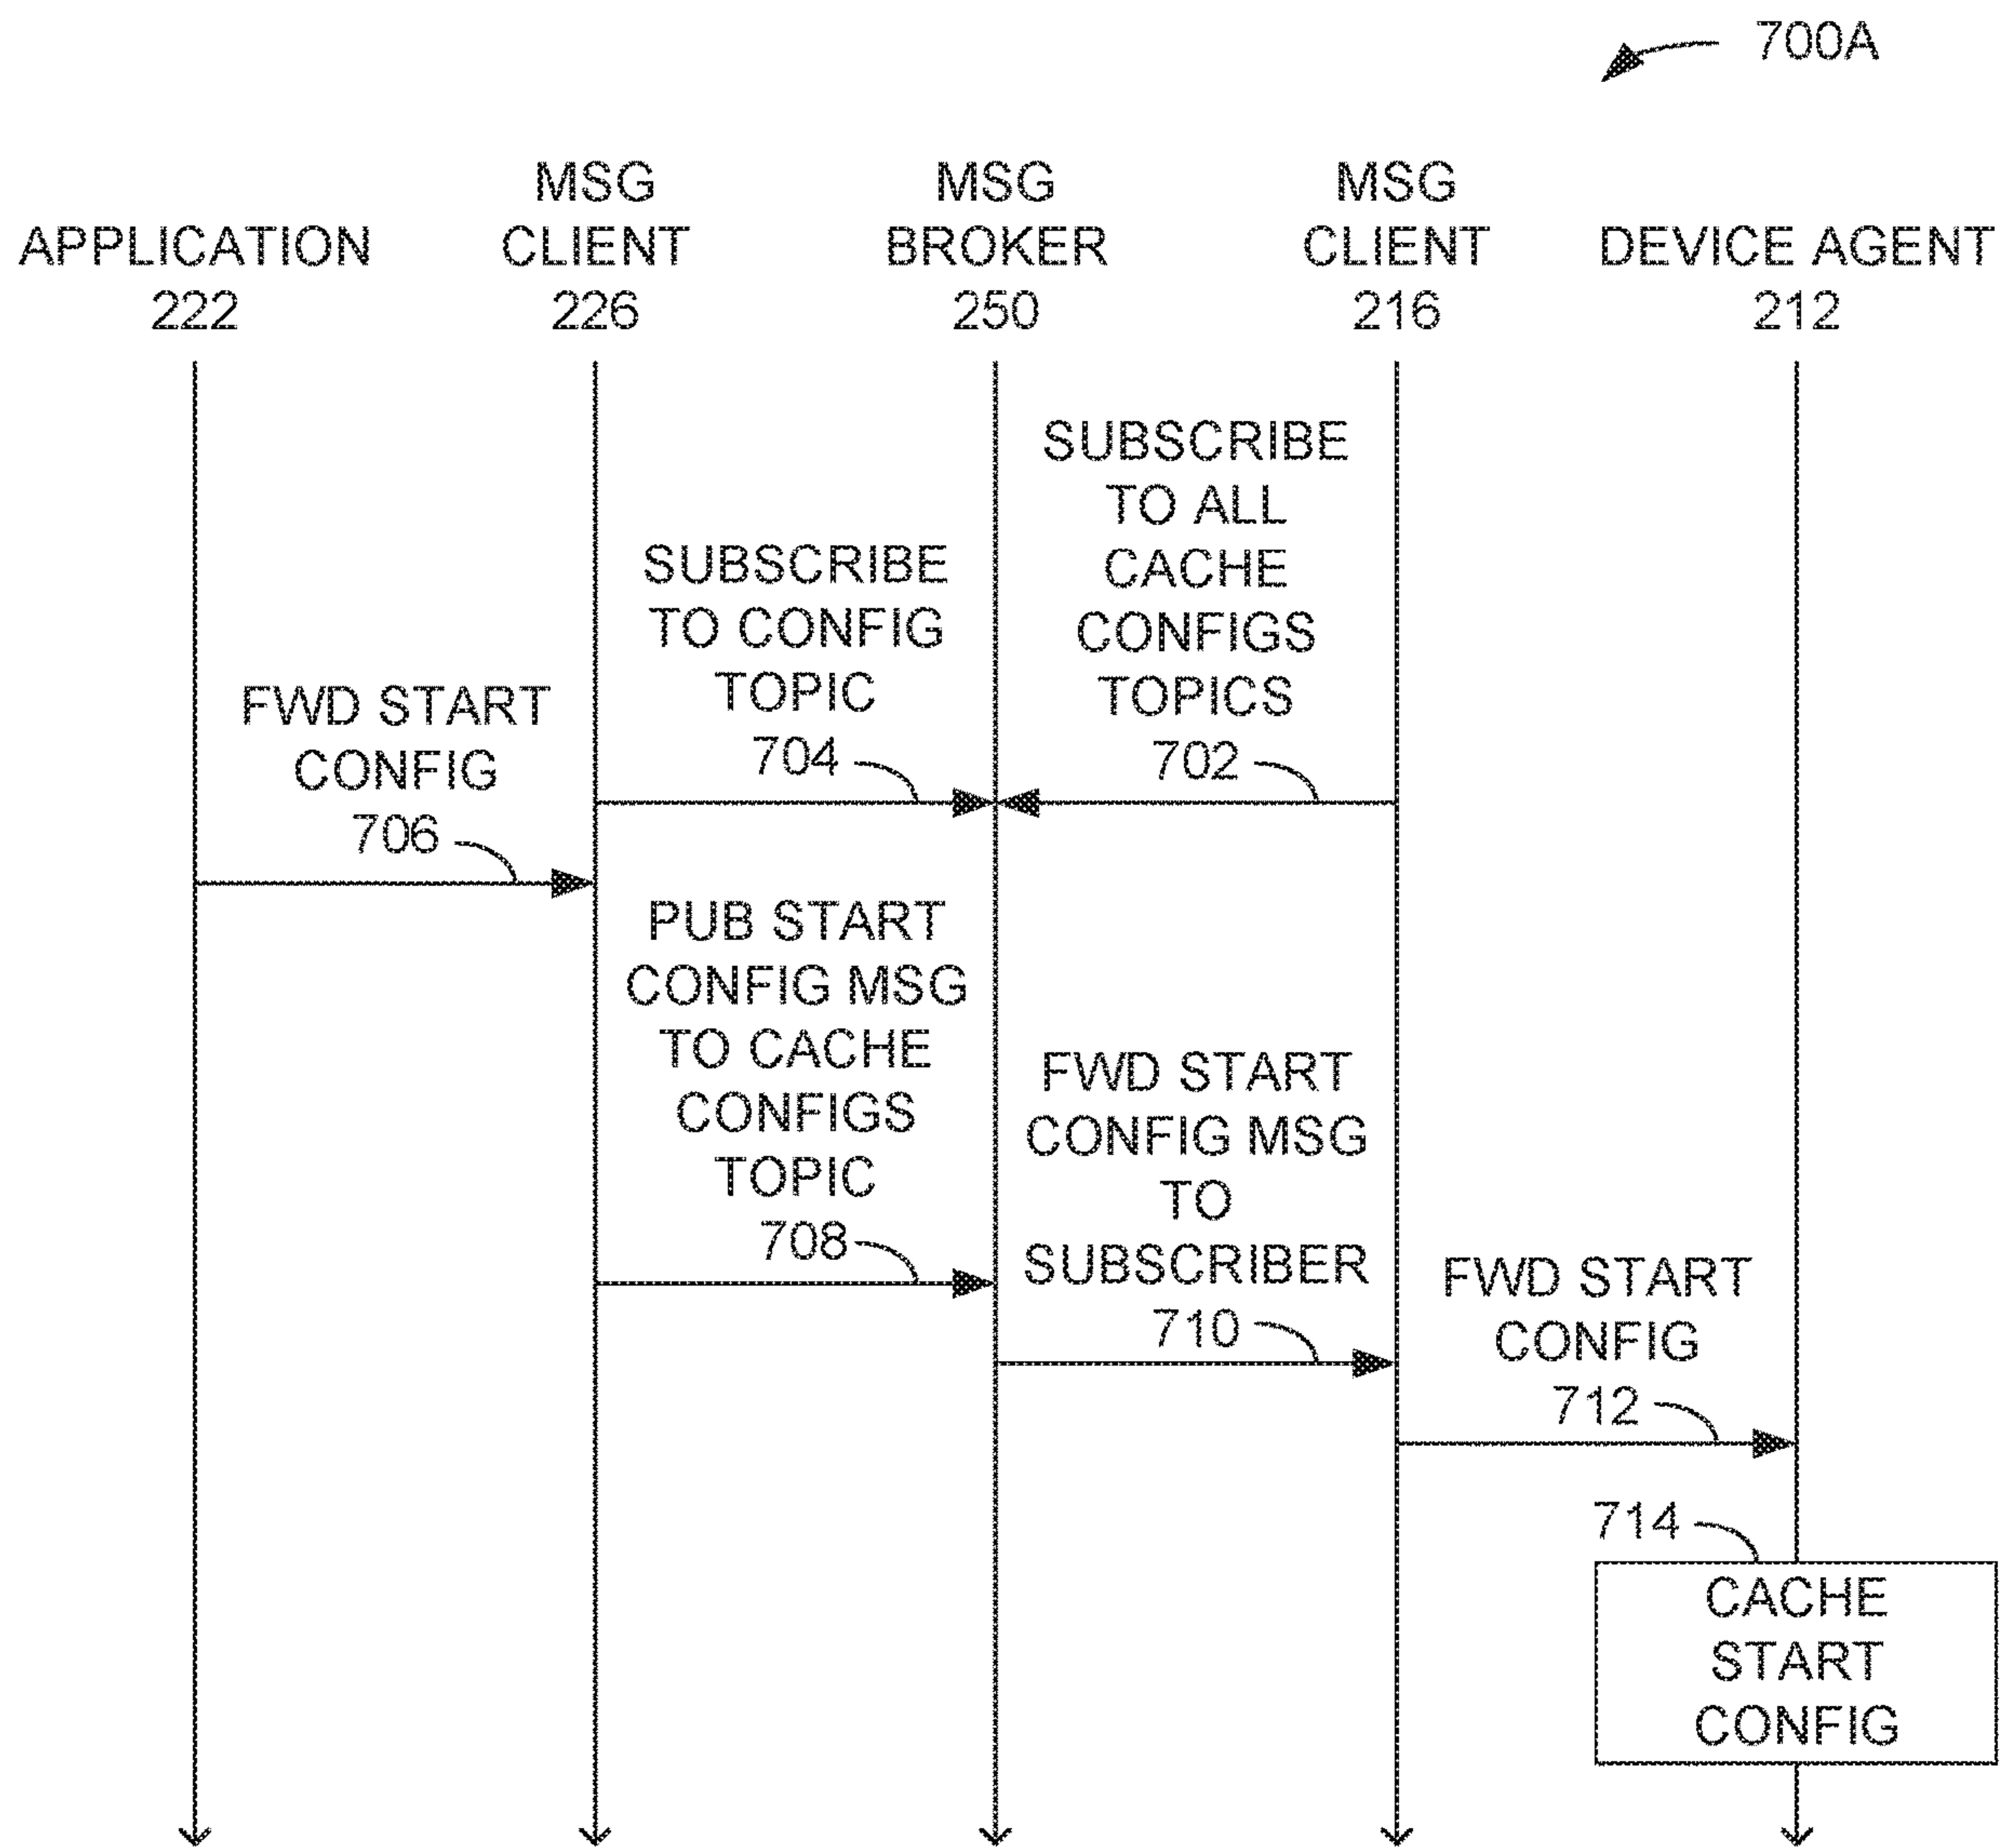 700A
APPLICATION
222
MSG
CLIENT
226
MSG
BROKER
250
MSG
CLIENT
216
DEVICE AGENT
212
SUBSCRIBE
TO ALL
CACHE
CONFIGS
TOPICS
702
SUBSCRIBE
TO CONFIG
TOPIC
704
FWD START
CONFIG
706
PUB START
CONFIG MSG
TO CACHE
CONFIGS
TOPIC
708
FWD START
CONFIG MSG
TO
SUBSCRIBER
710
FWD START
CONFIG
712
714
CACHE
START
CONFIG